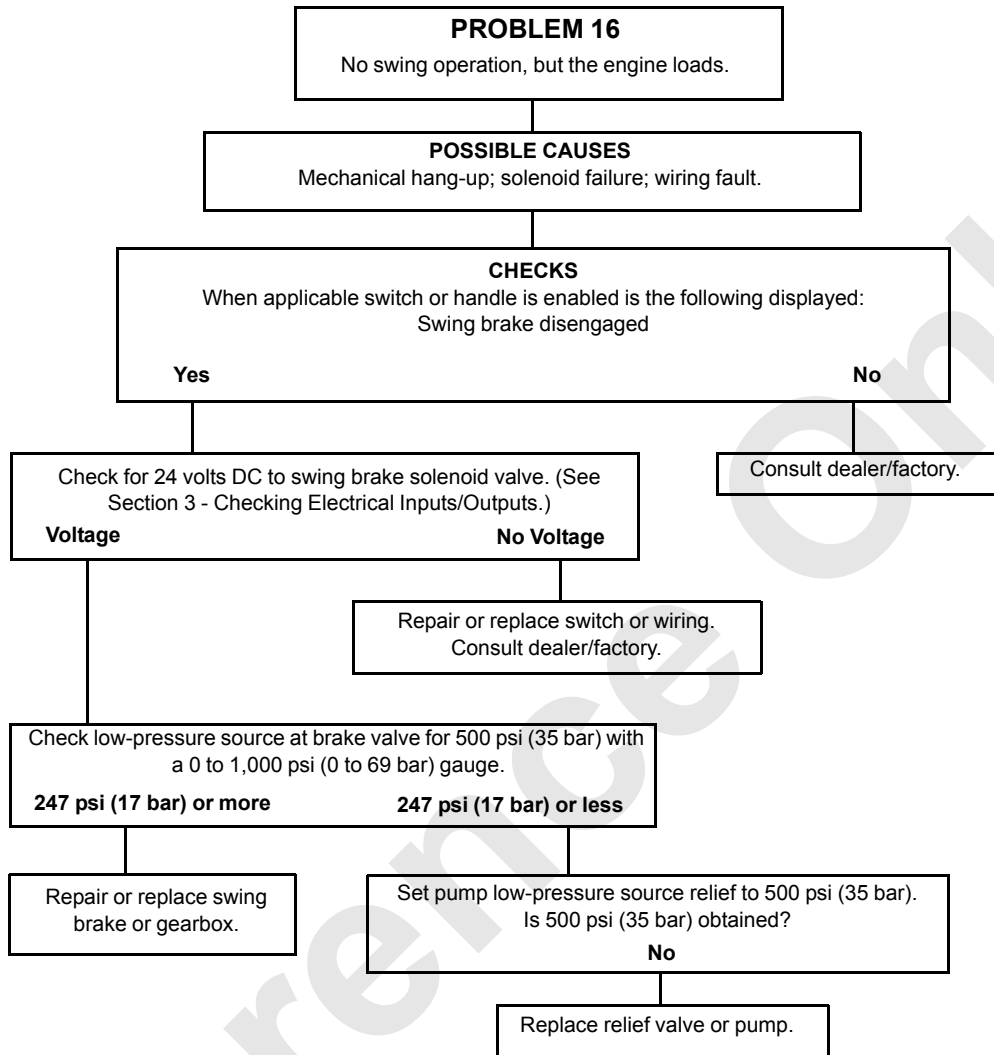 PROBLEM 16
No swing operation, but the engine loads.
POSSIBLE CAUSES
Mechanical hang-up; solenoid failure; wiring fault.
CHECKS
When applicable switch or handle is enabled is the following displayed:
Swing brake disengaged
Yes
No
Check for 24 volts DC to swing brake solenoid valve. (See
Section 3 - Checking Electrical Inputs/Outputs.)
Voltage
No Voltage
Consult dealer/factory.
Repair or replace switch or wiring.
Consult dealer/factory.
Check low-pressure source at brake valve for 500 psi (35 bar) with
a 0 to 1,000 psi (0 to 69 bar) gauge.
247 psi (17 bar) or more
247 psi (17 bar) or less
Repair or replace swing
brake or gearbox.
Set pump low-pressure source relief to 500 psi (35 bar).
Is 500 psi (35 bar) obtained?
No
Replace relief valve or pump.